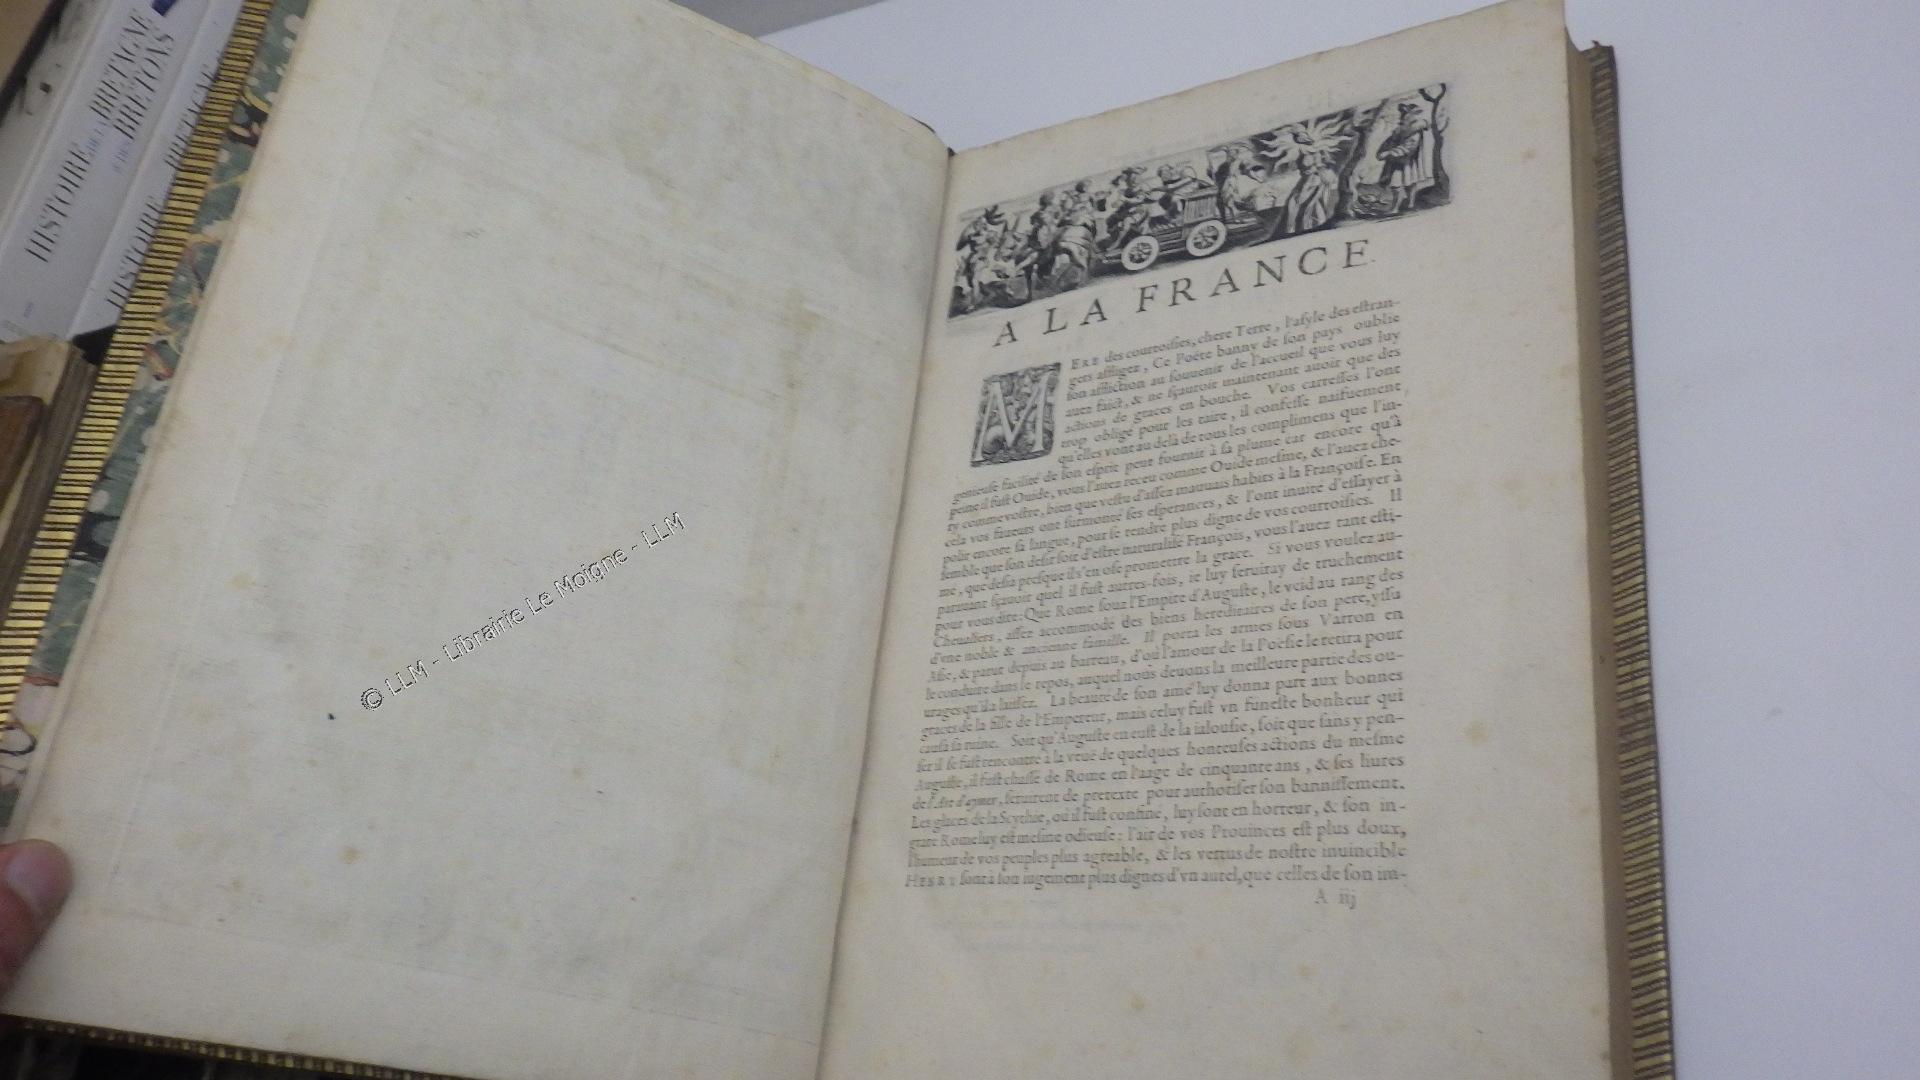 HISTOIRE DE LA BRETAGNE
& DES BRETONS
HISTOIRE BRETAGNE
© LLM - Librairie Le Moigne - LLM
A LA FRANCE.
MERE des courtoisies, chere Terre, l'asyle des estran-
gers affligez, Ce Poëte banny de son pays oublie
son affliction au souuenir de l'accueil que vous luy
auez faict, & ne sçauroit maintenant auoir que des
actions de graces en bouche. Vos carresses l'ont
trop obligé pour les taire, il confesse naïfuement
qu'elles vont au delà de tous les complimens que l'in-
genieuse facilité de son esprit peut fournir à sa plume car encore qu'à
peine il fust Ouide, vous l'auez receu comme Ouide mesme, & l'auez che-
ry comme vostre, bien que vestu d'assez mauuais habits à la Françoise. En
cela vos faueurs ont surmonté ses esperances, & l'ont inuité d'essayer à
polir encore sa langue, pour se rendre plus digne de vos courtoisies. Il
semble que son desir soit d'estre naturalisé François, vous l'auez tant esti-
mé, que desia presque il s'en ose promettre la grace. Si vous voulez au-
parauant sçauoir quel il fust autres-fois, ie luy seruiray de truchement
pour vous dire: Que Rome sous l'Empire d'Auguste, le veid au rang des
Cheualiers, assez accommodé des biens hereditaires de son pere, yssu
d'vne noble & ancienne famille. Il porta les armes sous Varron en
Asie, & parut depuis au barreau, d'où l'amour de la Poësie le retira pour
le conduire dans le repos, auquel nous deuons la meilleure partie des ou-
urages qu'il a laissez. La beauté de son ame luy donna part aux bonnes
graces de la fille de l'Empereur, mais celuy fust vn funeste bonheur qui
causa sa ruine. Soit qu'Auguste en eust de la ialousie, soit que sans y pen-
ser il se fust rencontré à la veuë de quelques honteuses actions du mesme
Auguste, il fust chassé de Rome en l'aage de cinquante ans, & ses liures
de l'Art d'aymer, seruirent de pretexte pour authoriser son bannissement.
Les glaces de la Scythie, où il fust confiné, luy sont en horreur, & son in-
grate Rome luy est mesme odieuse: l'air de vos Prouinces est plus doux,
l'humeur de vos peuples plus agreable, & les vertus de nostre inuincible
HENRY sont à son iugement plus dignes d'vn autel, que celles de son im-
A iij